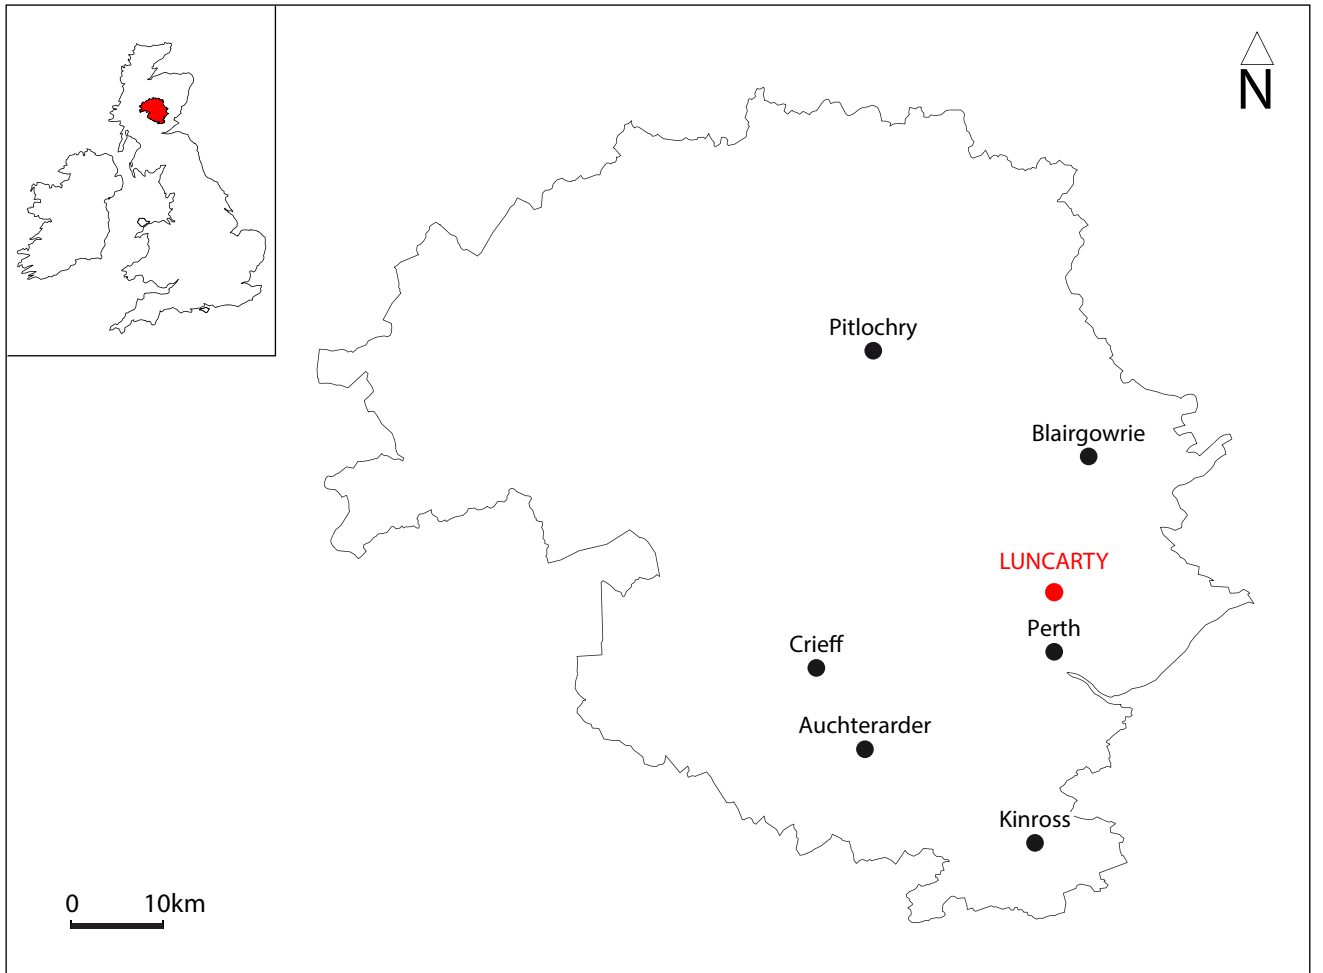 N
Pitlochry
Blairgowrie
LUNCARTY
Perth
Crieff
Auchterarder
Kinross
0 10km